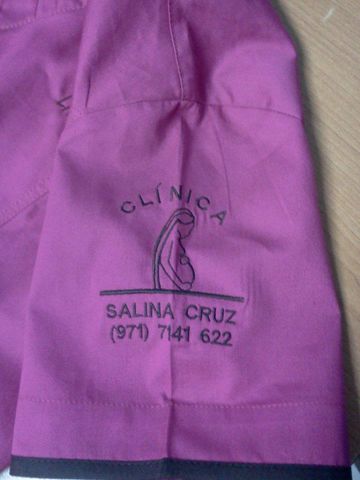 CLÍNICA
SALINA CRUZ
(971) 7141 622